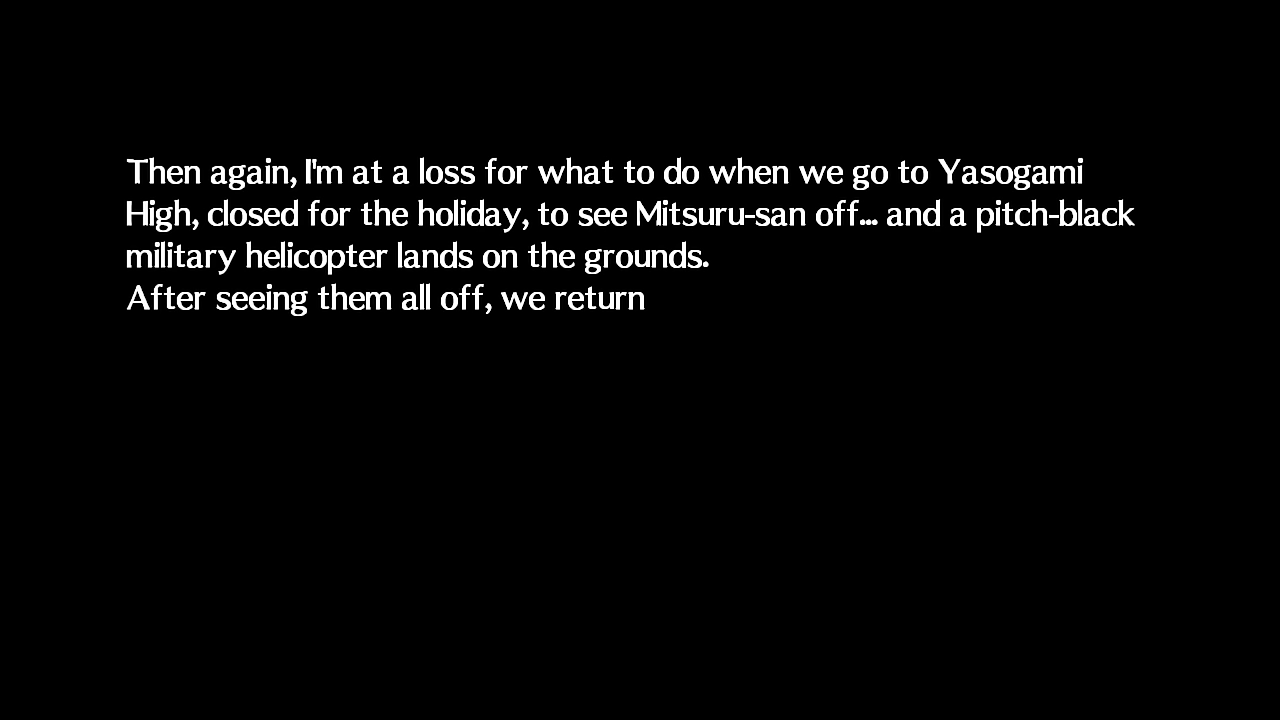 Then again, I'm at a loss for what to do when we go to Yasogami
High, closed for the holiday, to see Mitsuru-san off... and a pitch-black
military helicopter lands on the grounds.
After seeing them all off, we return